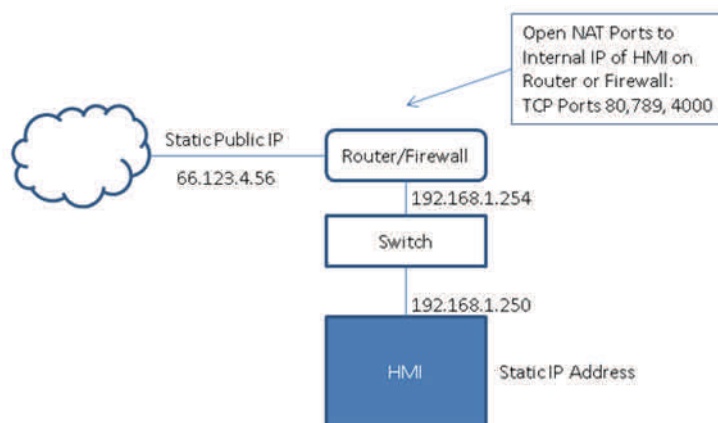 Open NAT Ports to
Internal IP of HMI on
Router or Firewall:
TCP Ports 80,789, 4000
Static Public IP
66.123.4.56
Router/Firewall
192.168.1.254
Switch
192.168.1.250
HMI
Static IP Address